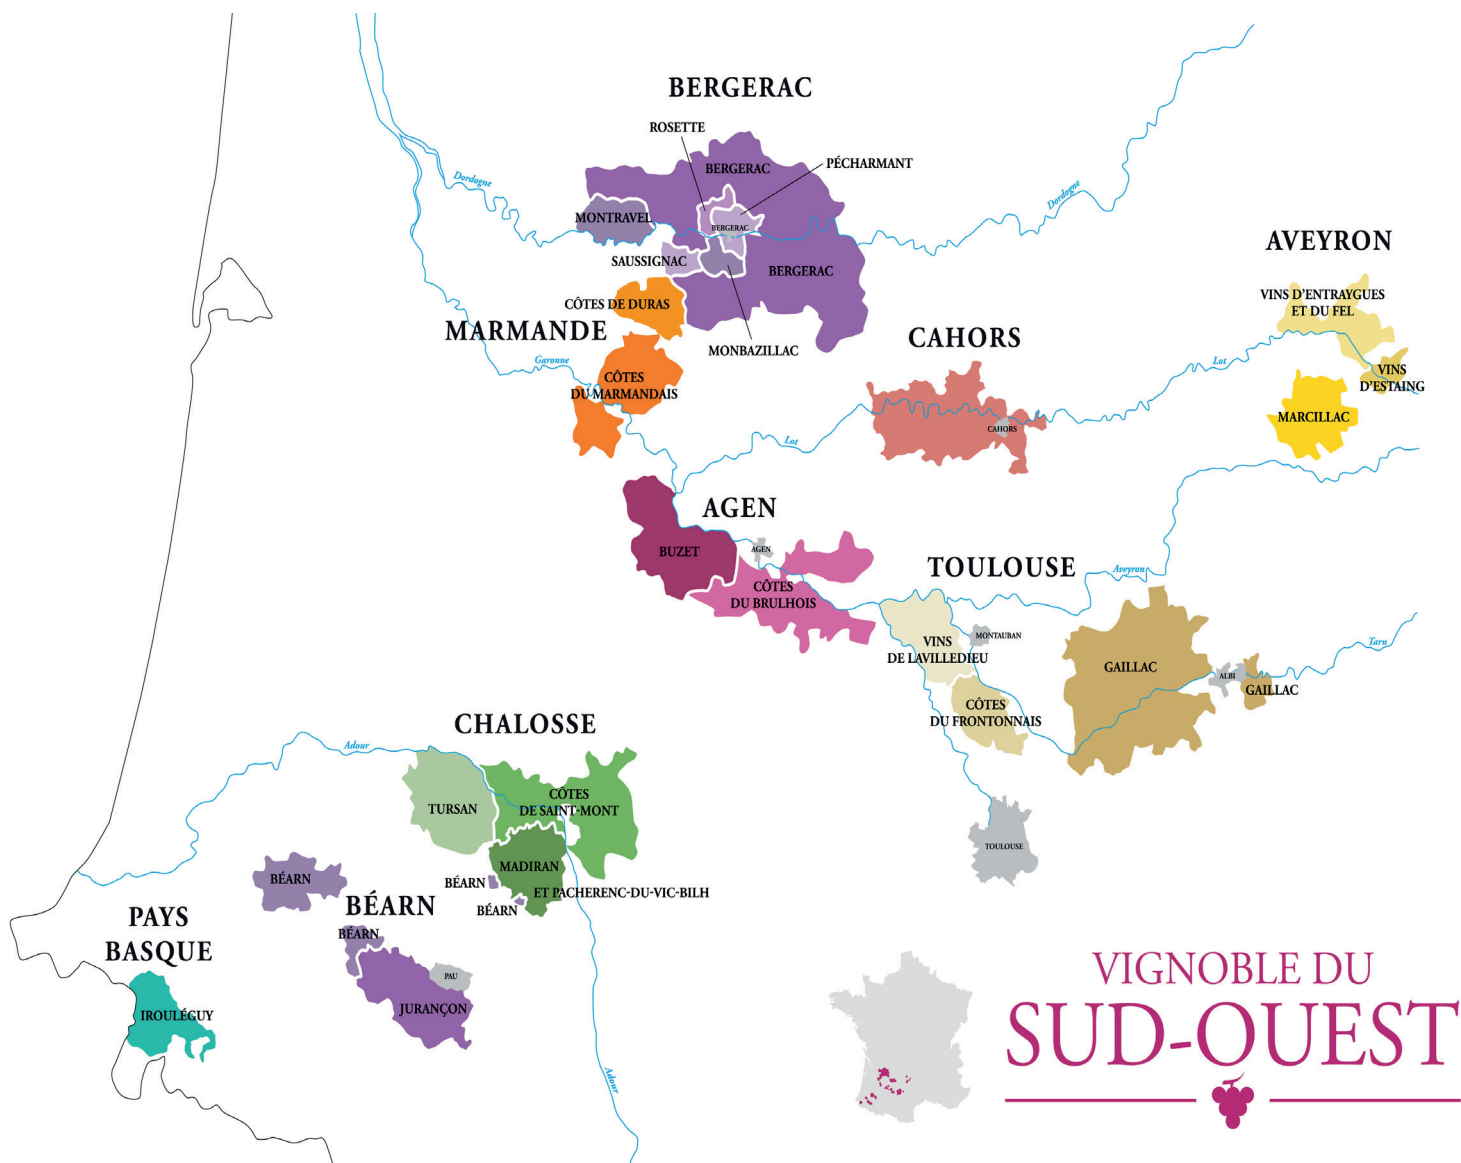 BERGERAC
ROSETTE
PÉCHARMANT
BERGERAC
Dordogne
Dordogne
MONTRAVEL
BERGERAC
SAUSSIGNAC
BERGERAC
MONBAZILLAC
CÔTES DE DURAS
MARMANDE
Garonne
CÔTES
DU MARMANDAIS
CAHORS
CAHORS
Lot
Lot
AVEYRON
VINS D'ENTRAYGUES
ET DU FEL
VINS
D'ESTAING
MARCILLAC
AGEN
AGEN
BUZET
CÔTES
DU BRULHOIS
TOULOUSE
Aveyron
MONTAUBAN
VINS
DE LAVILLEDIEU
CÔTES
DU FRONTONNAIS
GAILLAC
ALBI
GAILLAC
Tarn
TOULOUSE
CHALOSSE
Adour
TURSAN
CÔTES
DE SAINT-MONT
MADIRAN
ET PACHERENC-DU-VIC-BILH
BÉARN
BÉARN
BÉARN
BÉARN
BÉARN
PAU
JURANÇON
Adour
PAYS
BASQUE
IROULÉGUY
VIGNOBLE DU
SUD-OUEST